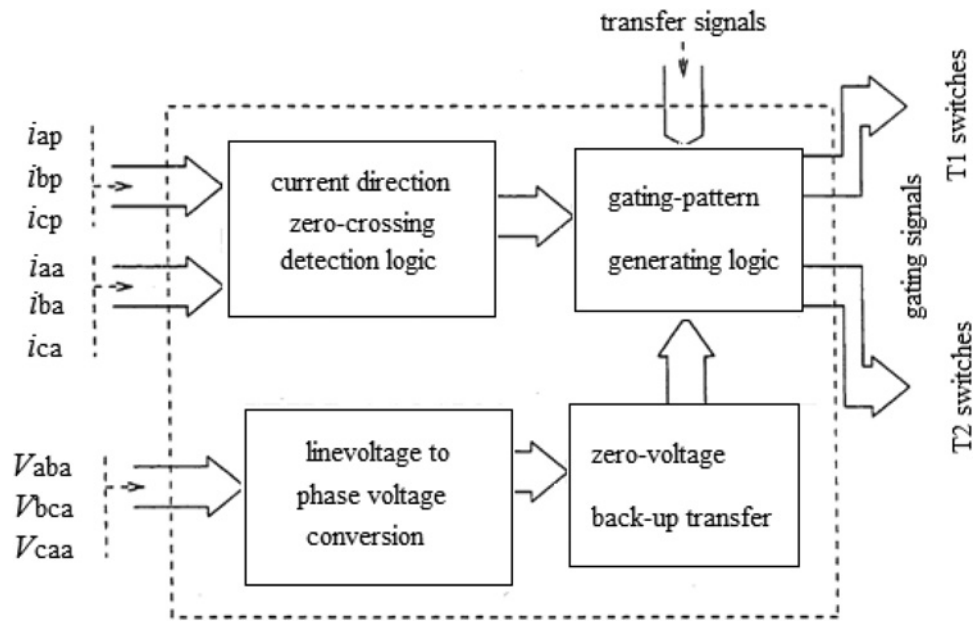 transfer signals
iap
ibp
icp
iaa
iba
ica
current direction
zero-crossing
detection logic
gating-pattern
generating logic
T1 switches
gating signals
T2 switches
Vaba
Vbca
Vcaa
linevoltage to
phase voltage
conversion
zero-voltage
back-up transfer